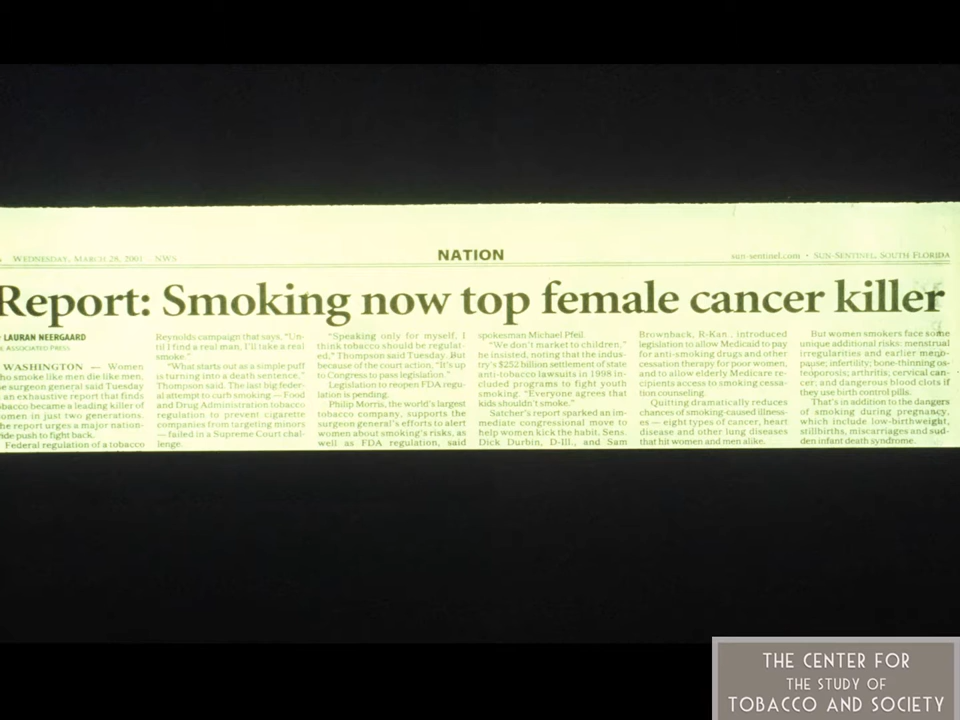 WEDNESDAY, MARCH 28, 2001 NWS
NATION
sun-sentinel.com • SUN-SENTINEL, SOUTH FLORIDA
Report: Smoking now top female cancer killer
LAURAN NEERGAARD
ASSOCIATED PRESS
WASHINGTON — Women
ho smoke like men die like men,
e surgeon general said Tuesday
an exhaustive report that finds
bacco became a leading killer of
omen in just two generations.
he report urges a major nation-
ide push to fight back.
Federal regulation of a tobacco
Reynolds campaign that says, "Un-
til I find a real man, I'll take a real
smoke."
"What starts out as a simple puff
is turning into a death sentence,"
Thompson said. The last big feder-
al attempt to curb smoking — Food
and Drug Administration tobacco
regulation to prevent cigarette
companies from targeting minors
— failed in a Supreme Court chal-
lenge.
"Speaking only for myself, I
think tobacco should be regulat-
ed," Thompson said Tuesday. But
because of the court action, "It's up
to Congress to pass legislation."
Legislation to reopen FDA regu-
lation is pending.
Philip Morris, the world's largest
tobacco company, supports the
surgeon general's efforts to alert
women about smoking's risks, as
well as FDA regulation, said
spokesman Michael Pfeil.
"We don't market to children,"
he insisted, noting that the indus-
try's $252 billion settlement of state
anti-tobacco lawsuits in 1998 in-
cluded programs to fight youth
smoking. "Everyone agrees that
kids shouldn't smoke."
Satcher's report sparked an im-
mediate congressional move to
help women kick the habit. Sens.
Dick Durbin, D-Ill., and Sam
Brownback, R-Kan., introduced
legislation to allow Medicaid to pay
for anti-smoking drugs and other
cessation therapy for poor women,
and to allow elderly Medicare re-
cipients access to smoking cessa-
tion counseling.
Quitting dramatically reduces
chances of smoking-caused illness-
es — eight types of cancer, heart
disease and other lung diseases
that hit women and men alike.
But women smokers face some
unique additional risks: menstrual
irregularities and earlier meno-
pause; infertility; bone-thinning os-
teoporosis; arthritis; cervical can-
cer; and dangerous blood clots if
they use birth control pills.
That's in addition to the dangers
of smoking during pregnancy,
which include low-birthweight,
stillbirths, miscarriages and sud-
den infant death syndrome.
THE CENTER FOR
THE STUDY OF
TOBACCO AND SOCIETY